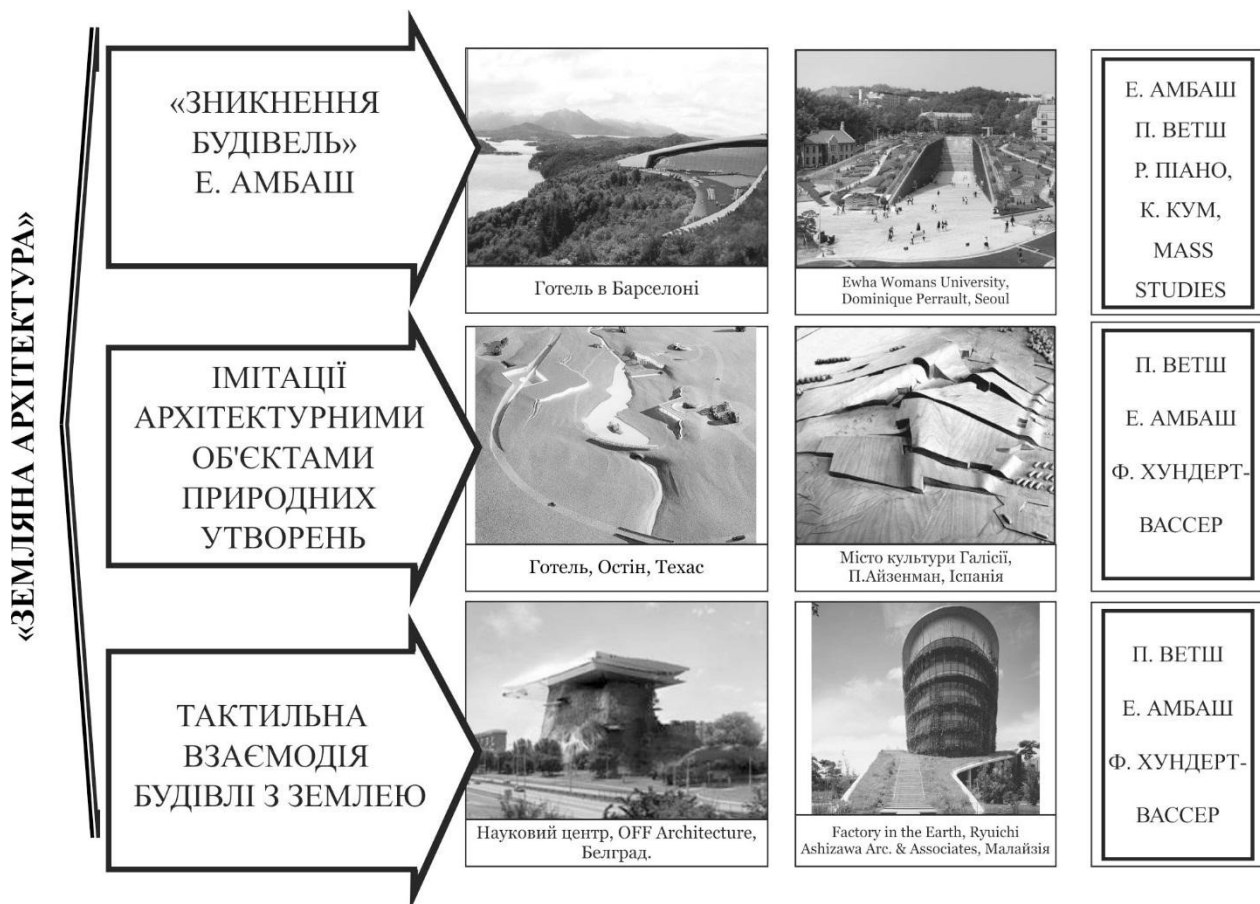 «ЗЕМЛЯНА АРХІТЕКТУРА»
«ЗНИКНЕННЯ
БУДІВЕЛЬ»
Е. АМБАШ
Готель в Барселоні
Ewha Womans University,
Dominique Perrault, Seoul
Е. АМБАШ
П. ВЕТШ
Р. ПІАНО,
К. КУМ,
MASS
STUDIES
ІМІТАЦІЇ
АРХІТЕКТУРНИМИ
ОБ'ЄКТАМИ
ПРИРОДНИХ
УТВОРЕНЬ
Готель, Остін, Техас
Місто культури Галісії,
П.Айзенман, Іспанія
П. ВЕТШ
Е. АМБАШ
Ф. ХУНДЕРТ-
ВАССЕР
ТАКТИЛЬНА
ВЗАЄМОДІЯ
БУДІВЛІ З ЗЕМЛЕЮ
Науковий центр, OFF Architecture,
Белград.
Factory in the Earth, Ryuichi
Ashizawa Arc. & Associates, Малайзія
П. ВЕТШ
Е. АМБАШ
Ф. ХУНДЕРТ-
ВАССЕР